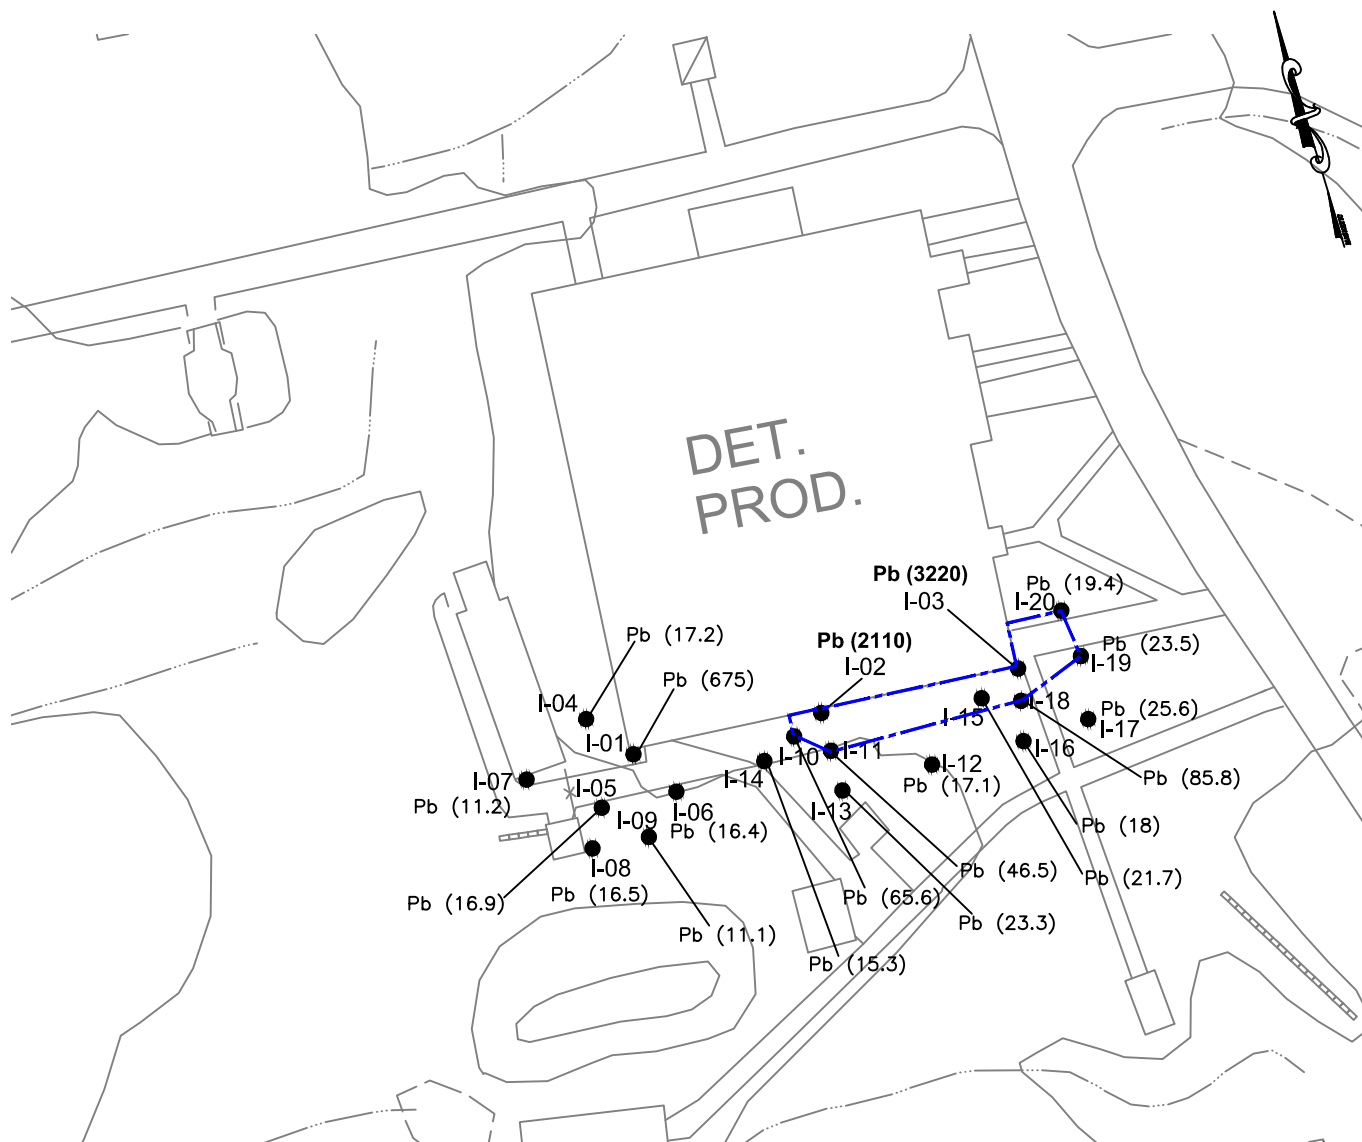 DET.
PROD.
Pb (3220)
I-03
Pb (19.4)
I-20
Pb (17.2)
Pb (2110)
I-02
Pb (23.5)
I-19
Pb (675)
I-04
I-01
I-18
I-15
Pb (25.6)
I-17
I-10
I-11
I-16
I-14
I-12
Pb (17.1)
I-07
Pb (11.2)
I-05
I-13
Pb (85.8)
I-09
I-06
Pb (16.4)
Pb (18)
I-08
Pb (16.5)
Pb (46.5)
Pb (21.7)
Pb (16.9)
Pb (65.6)
Pb (23.3)
Pb (11.1)
Pb (15.3)